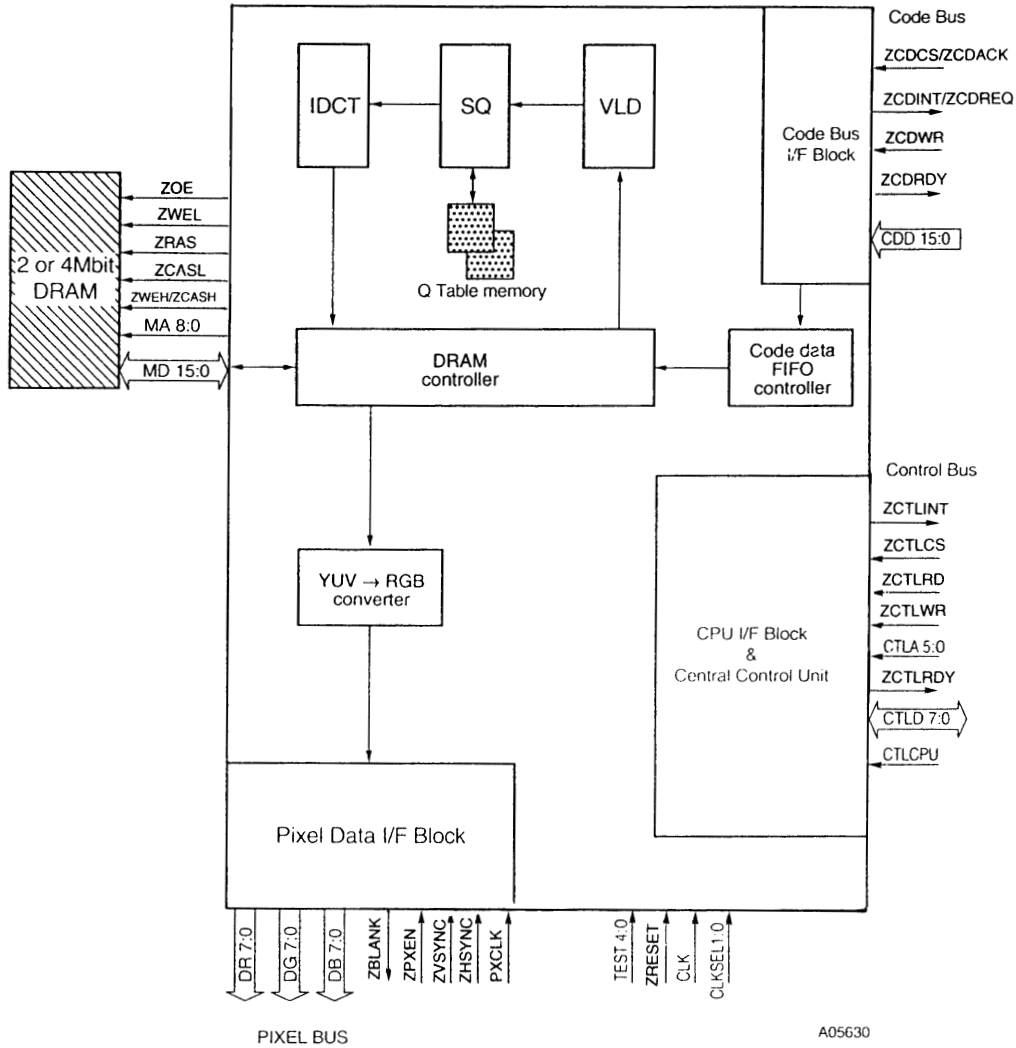 Code Bus
ZCDCS/ZCDACK
ZCDINT/ZCDREQ
ZCDWR
ZCDRDY
CDD 15:0
Code Bus
I/F Block
IDCT
SQ
VLD
Q Table memory
ZOE
ZWEL
ZRAS
ZCASL
ZWEH/ZCASH
MA 8:0
MD 15:0
2 or 4Mbit
DRAM
DRAM
controller
Code data
FIFO
controller
Control Bus
ZCTLINT
ZCTLCS
ZCTLRD
ZCTLWR
CTLA 5:0
ZCTLRDY
CTLD 7:0
CTLCPU
YUV → RGB
converter
CPU I/F Block
&
Central Control Unit
Pixel Data I/F Block
DR 7:0
DG 7:0
DB 7:0
ZBLANK
ZPXEN
ZVSYNC
ZHSYNC
PXCLK
TEST 4:0
ZRESET
CLK
CLKSEL1:0
PIXEL BUS
A05630